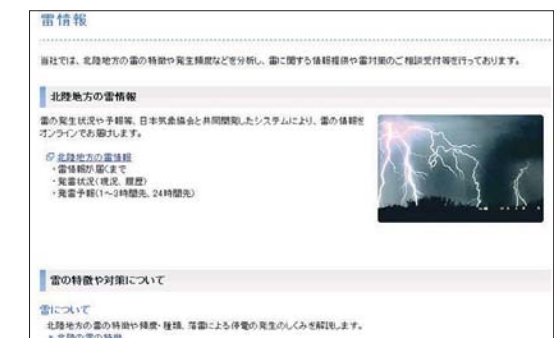 雷情報
当社では、北陸地方の雷の特徴や発生頻度などを分析し、雷に関する情報提供や雷対策のご相談受付等を行っております。
北陸地方の雷情報
雷の発生状況や予報等、日本気象協会と共同開発したシステムにより、雷の情報を
オンラインでお届けします。
北陸地方の雷情報
・雷情報が届くまで
・発雷状況(現況、履歴)
・発雷予報(1～3時間先、24時間先)
雷の特徴や対策について
雷について
北陸地方の雷の特徴や頻度・種類、落雷による停電の発生のしくみを解説します。
北陸の雷の特徴